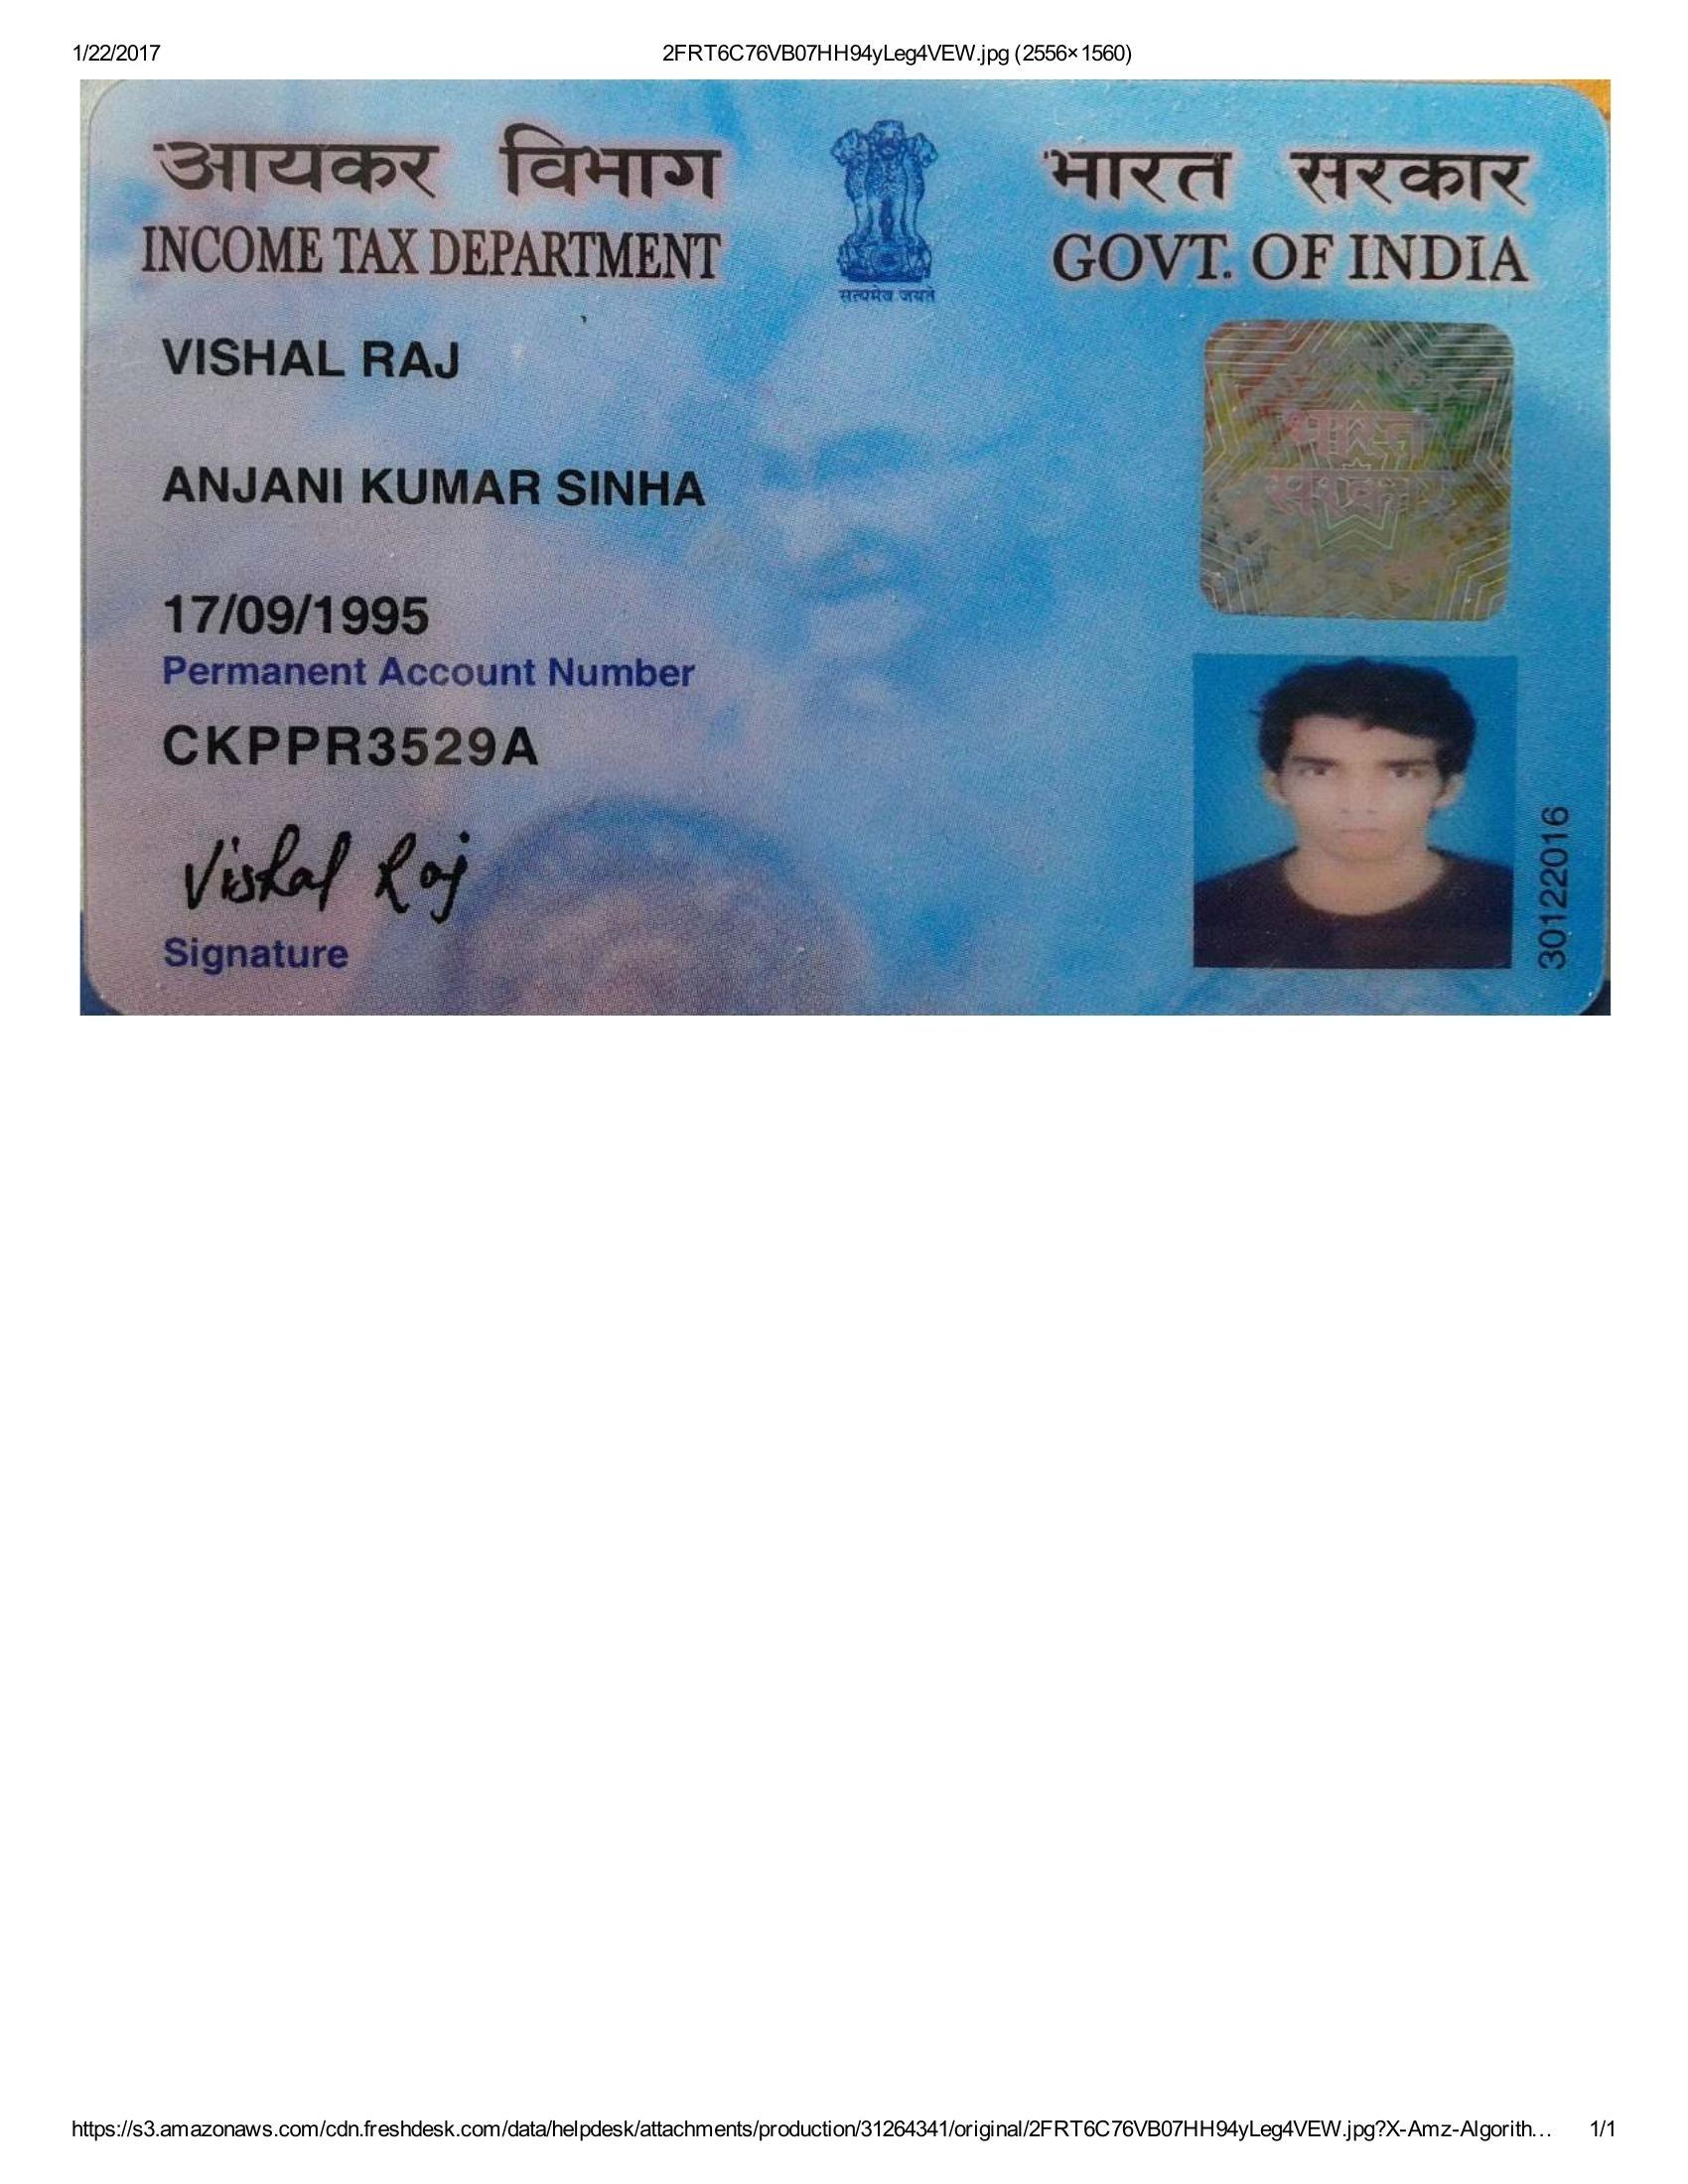 1/22/2017
2FRT6C76VB07HH94yLeg4VEW.jpg (2556×1560)
आयकर विभाग
INCOME TAX DEPARTMENT
सत्यमेव जयते
भारत सरकार
GOVT. OF INDIA
VISHAL RAJ
ANJANI KUMAR SINHA
17/09/1995
Permanent Account Number
CKPPR3529A
Vishal Raj
Signature
भारत
30122016
https://s3.amazonaws.com/cdn.freshdesk.com/data/helpdesk/attachments/production/31264341/original/2FRT6C76VB07HH94yLeg4VEW.jpg?X-Amz-Algorith…
1/1